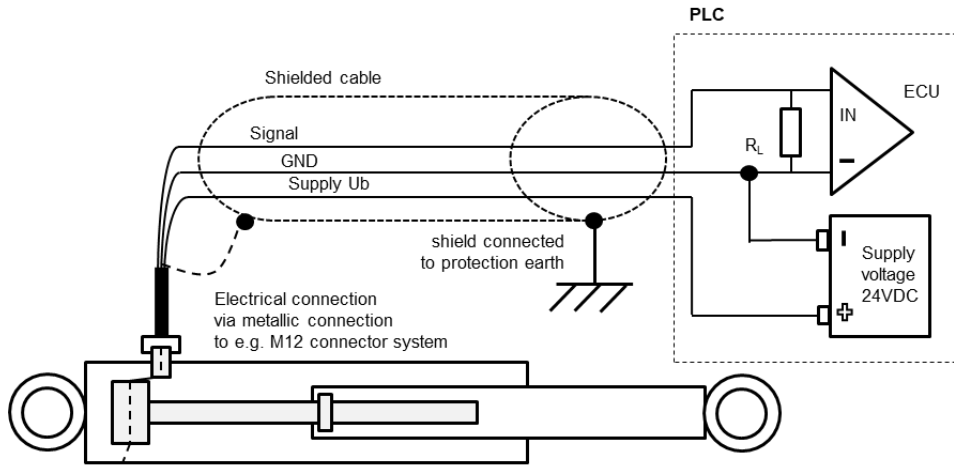 PLC
Shielded cable
ECU
Signal
IN
RL
GND
–
Supply Ub
shield connected
to protection earth
–
Supply
voltage
24VDC
+
Electrical connection
via metallic connection
to e.g. M12 connector system